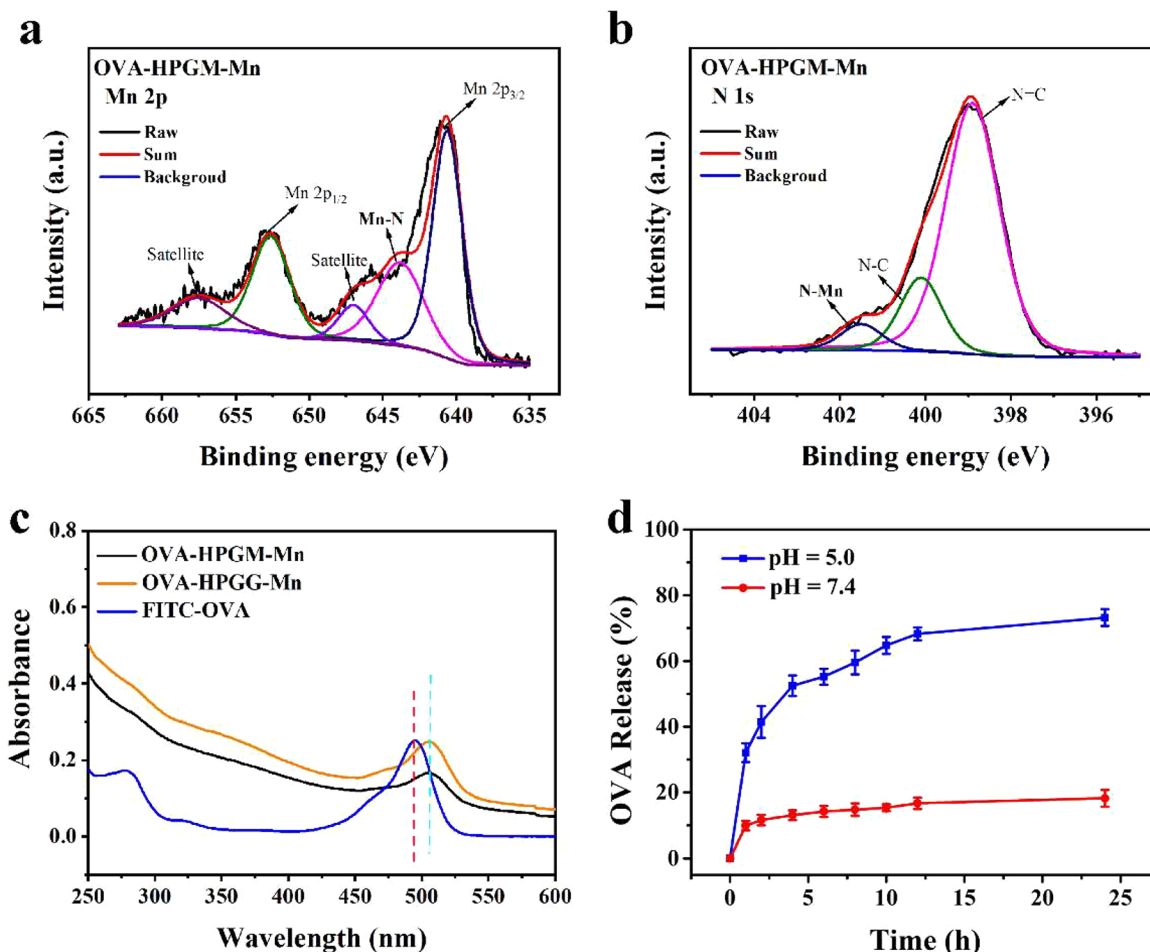 a
OVA-HPGM-Mn
Mn 2p
Raw
Sum
Backgroud
Mn 2p3/2
Mn 2p1/2
Mn-N
Satellite
Satellite
Intensity (a.u.)
665 660 655 650 645 640 635
Binding energy (eV)
b
OVA-HPGM-Mn
N 1s
Raw
Sum
Backgroud
N=C
N-C
N-Mn
Intensity (a.u.)
404 402 400 398 396
Binding energy (eV)
c
OVA-HPGM-Mn
OVA-HPGG-Mn
FITC-OVA
Absorbance
0.8
0.6
0.4
0.2
0.0
250 300 350 400 450 500 550 600
Wavelength (nm)
d
pH = 5.0
pH = 7.4
OVA Release (%)
100
80
60
40
20
0
0 5 10 15 20 25
Time (h)